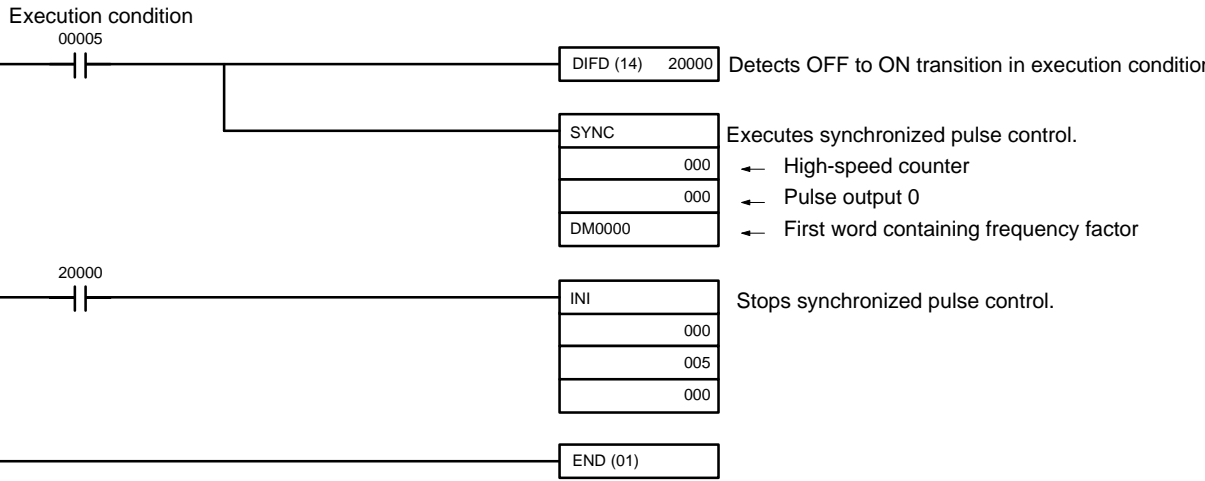 Execution condition
00005
DIFD (14) 20000 Detects OFF to ON transition in execution condition
SYNC Executes synchronized pulse control.
000 ← High-speed counter
000 ← Pulse output 0
DM0000 ← First word containing frequency factor
20000
INI Stops synchronized pulse control.
000
005
000
END (01)